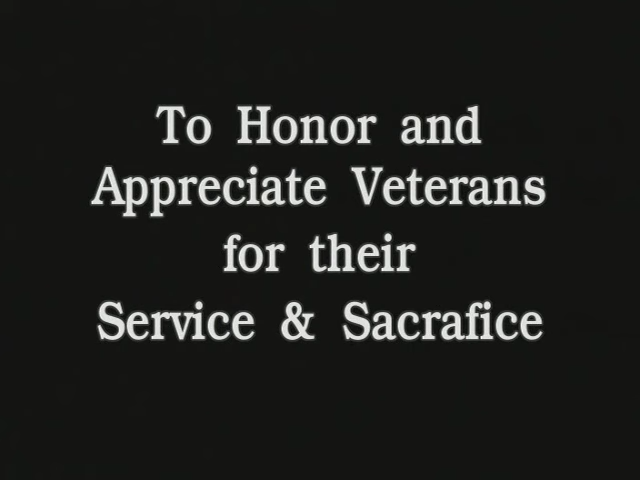 To Honor and
Appreciate Veterans
for their
Service & Sacrafice